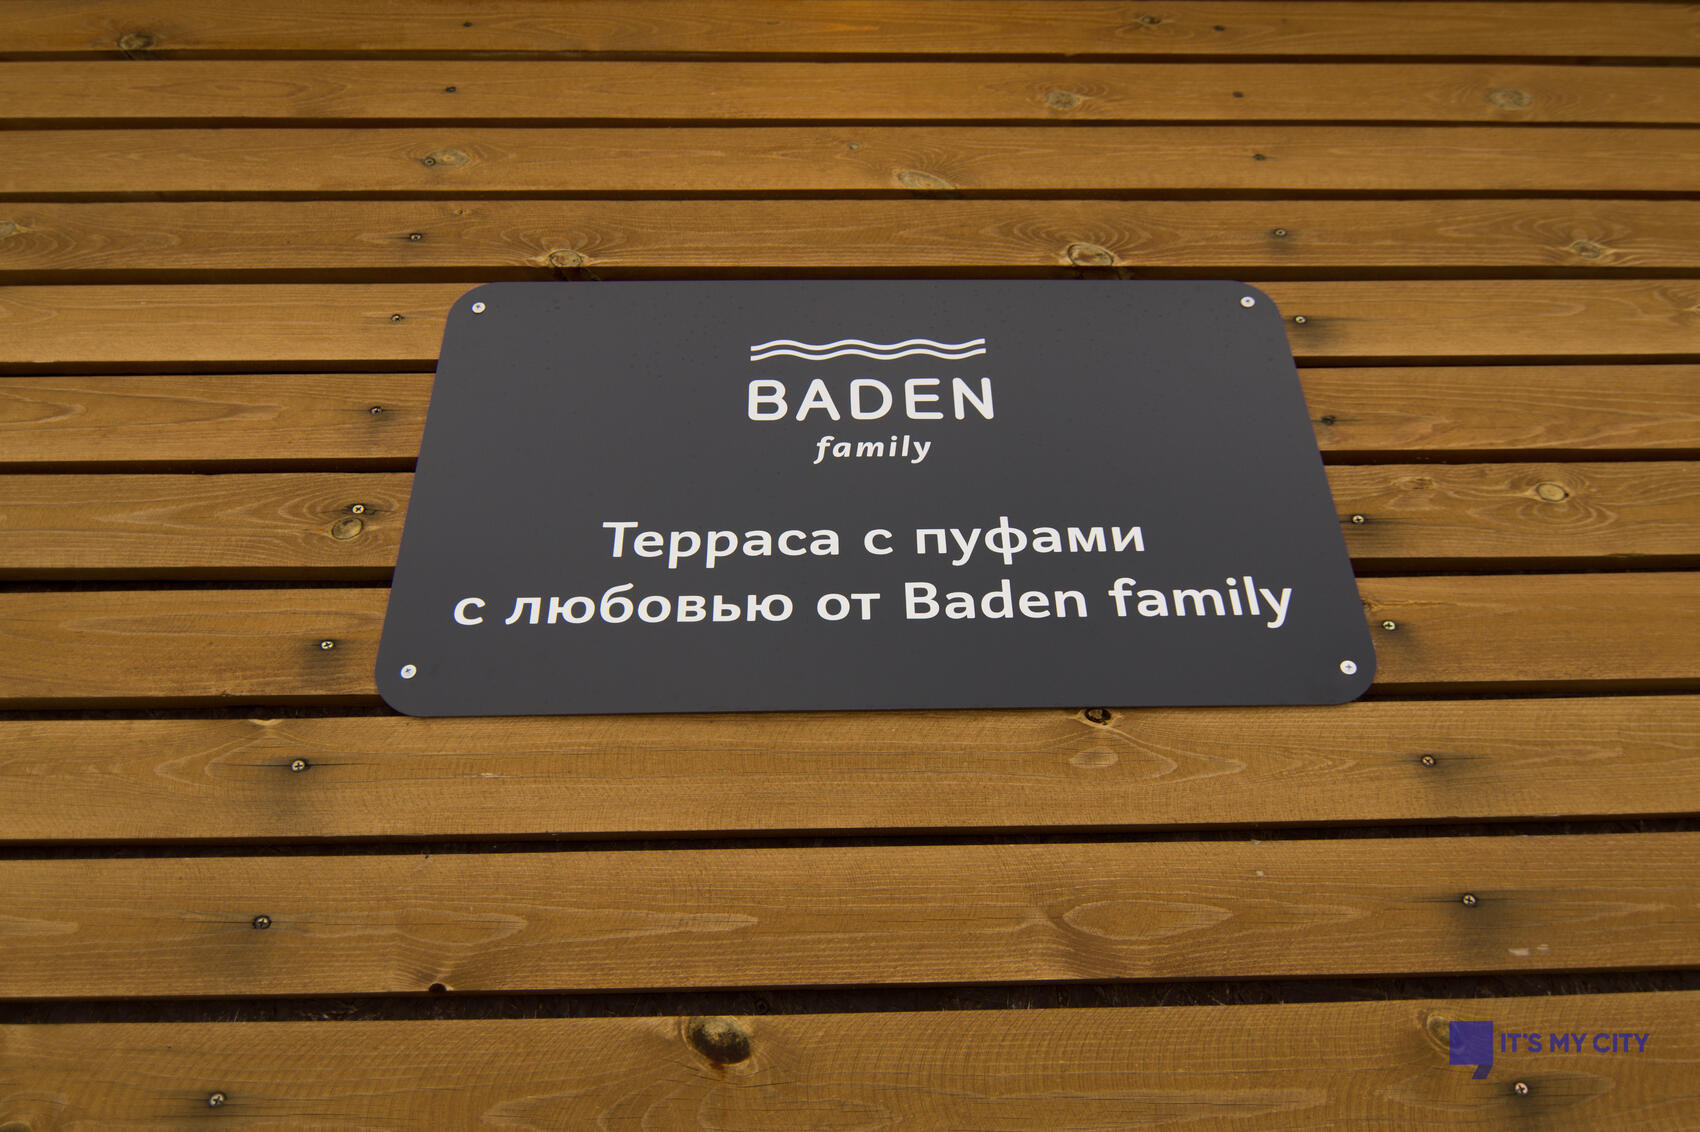 BADEN
family
Терраса с пуфами
с любовью от Baden family
IT'S MY CITY